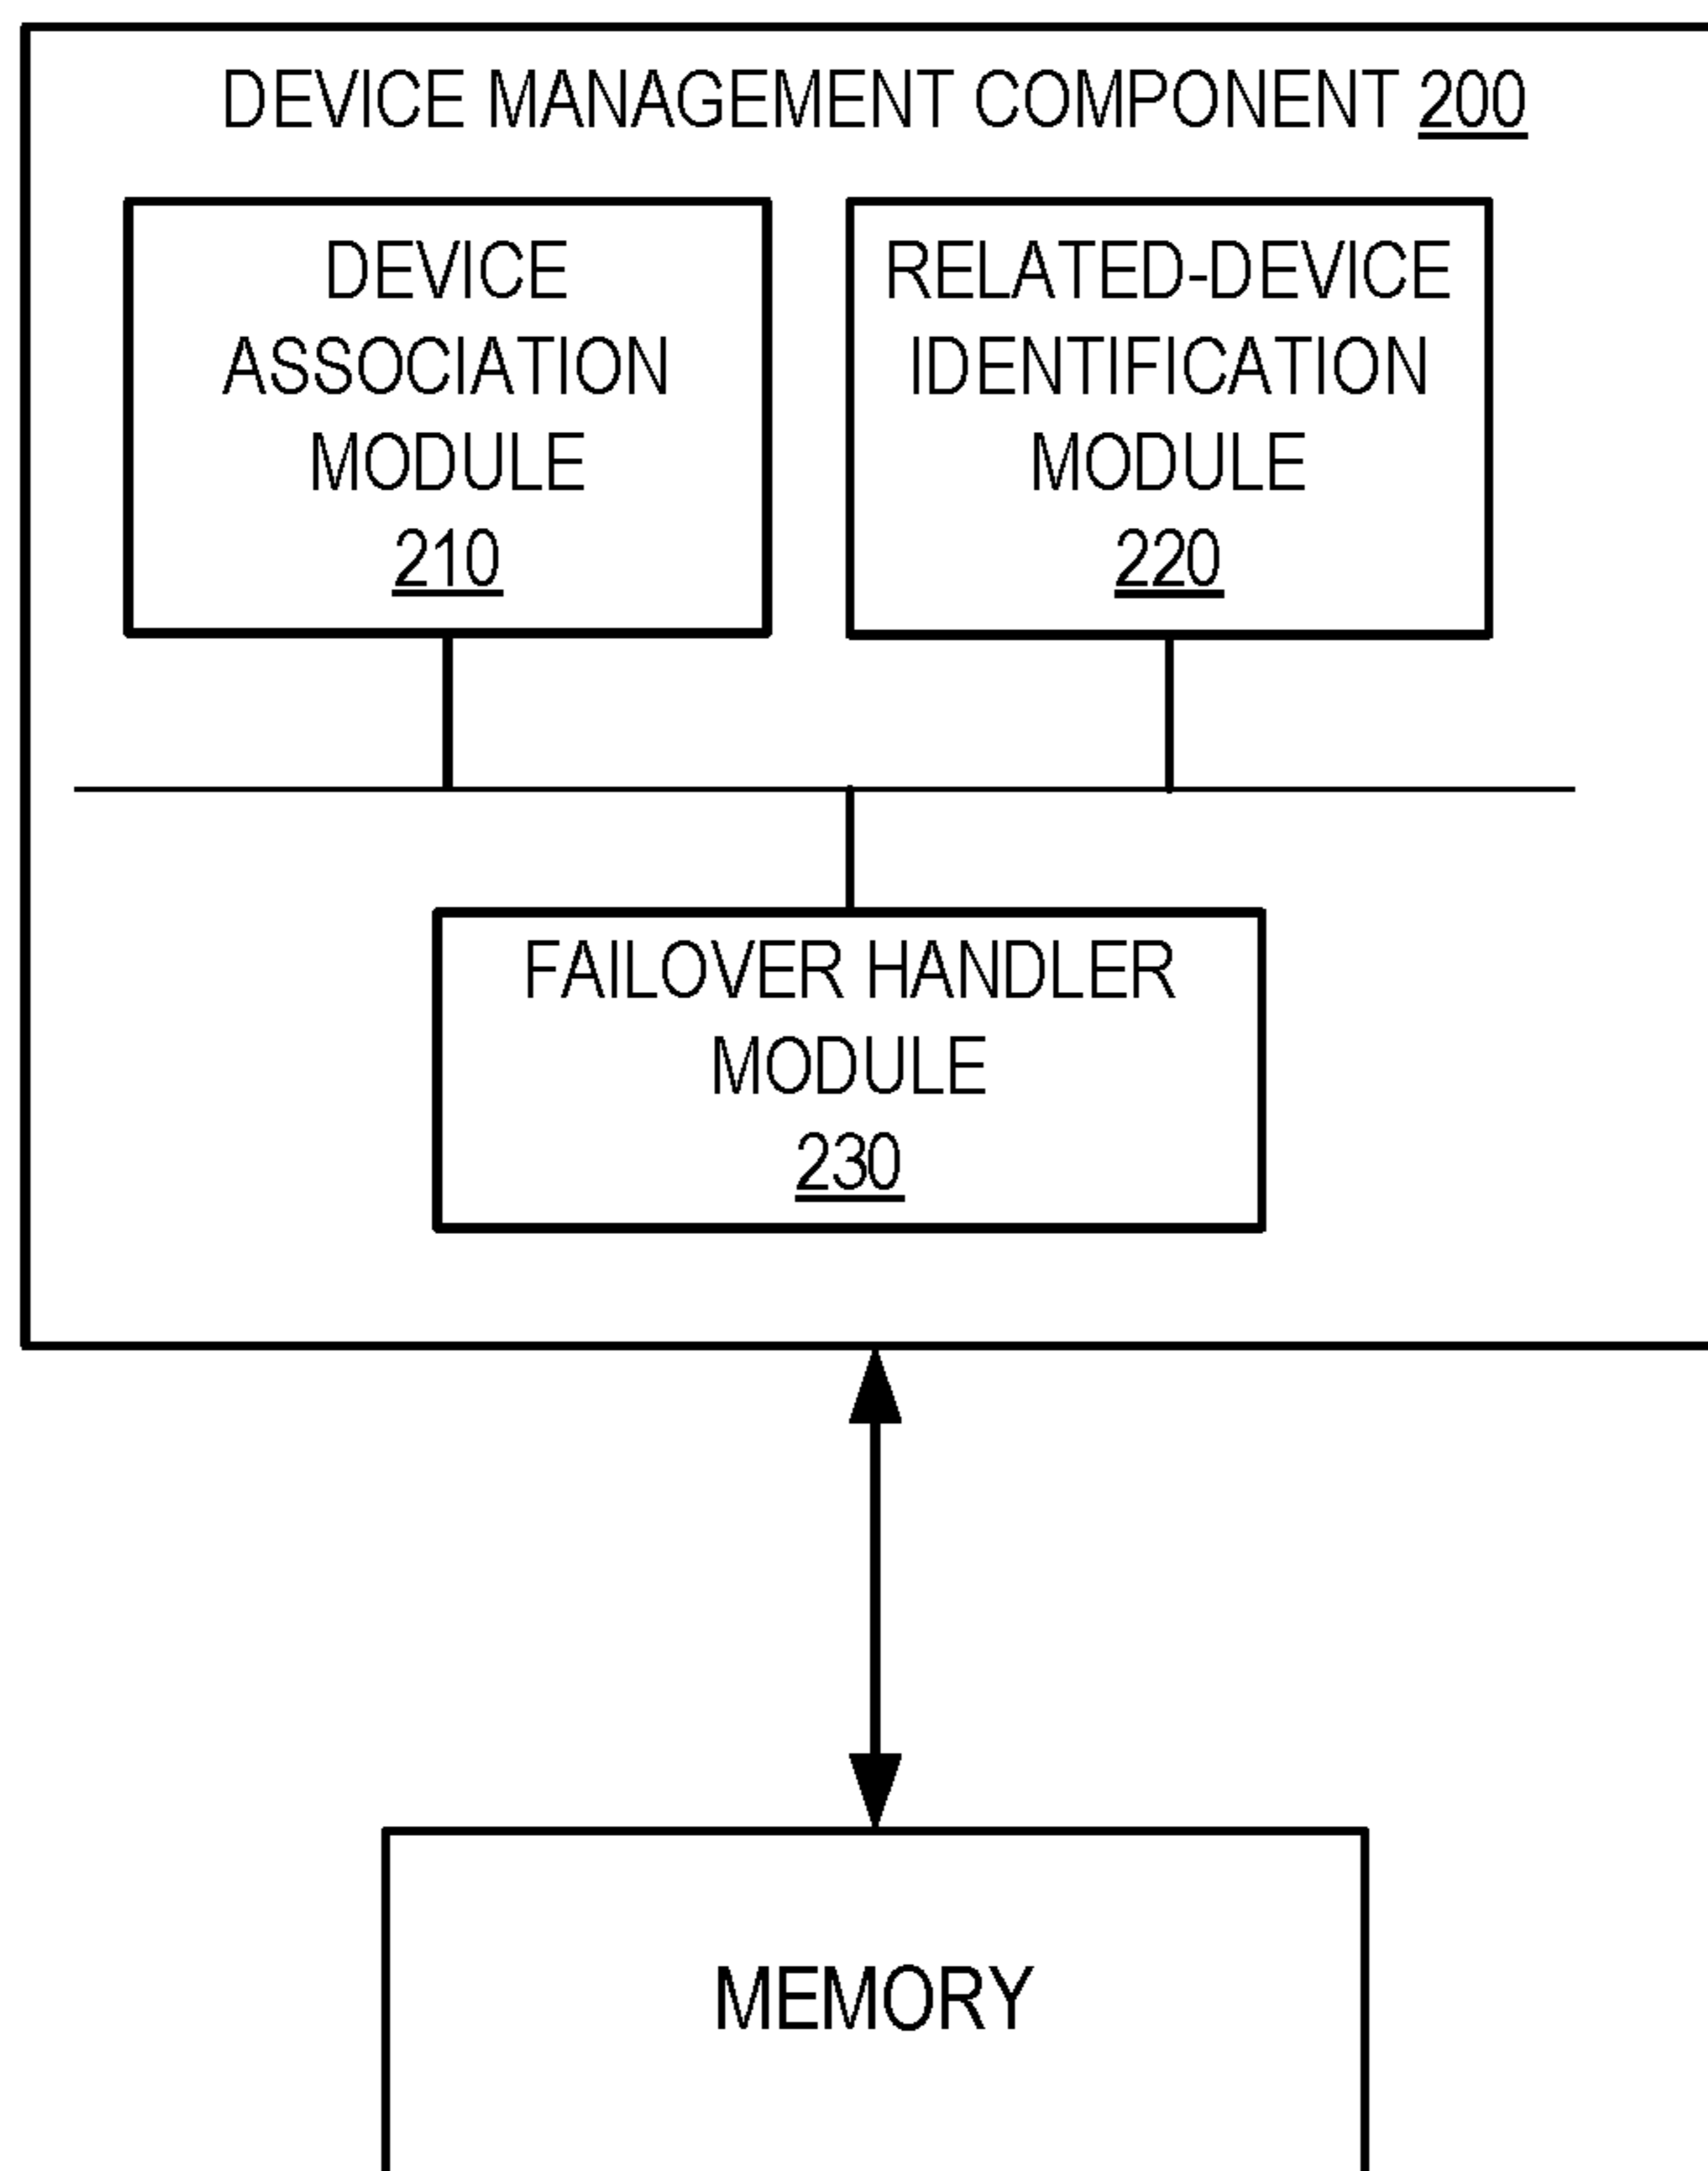 DEVICE MANAGEMENT COMPONENT 200
DEVICE
ASSOCIATION
MODULE
210
RELATED-DEVICE
IDENTIFICATION
MODULE
220
FAILOVER HANDLER
MODULE
230
MEMORY